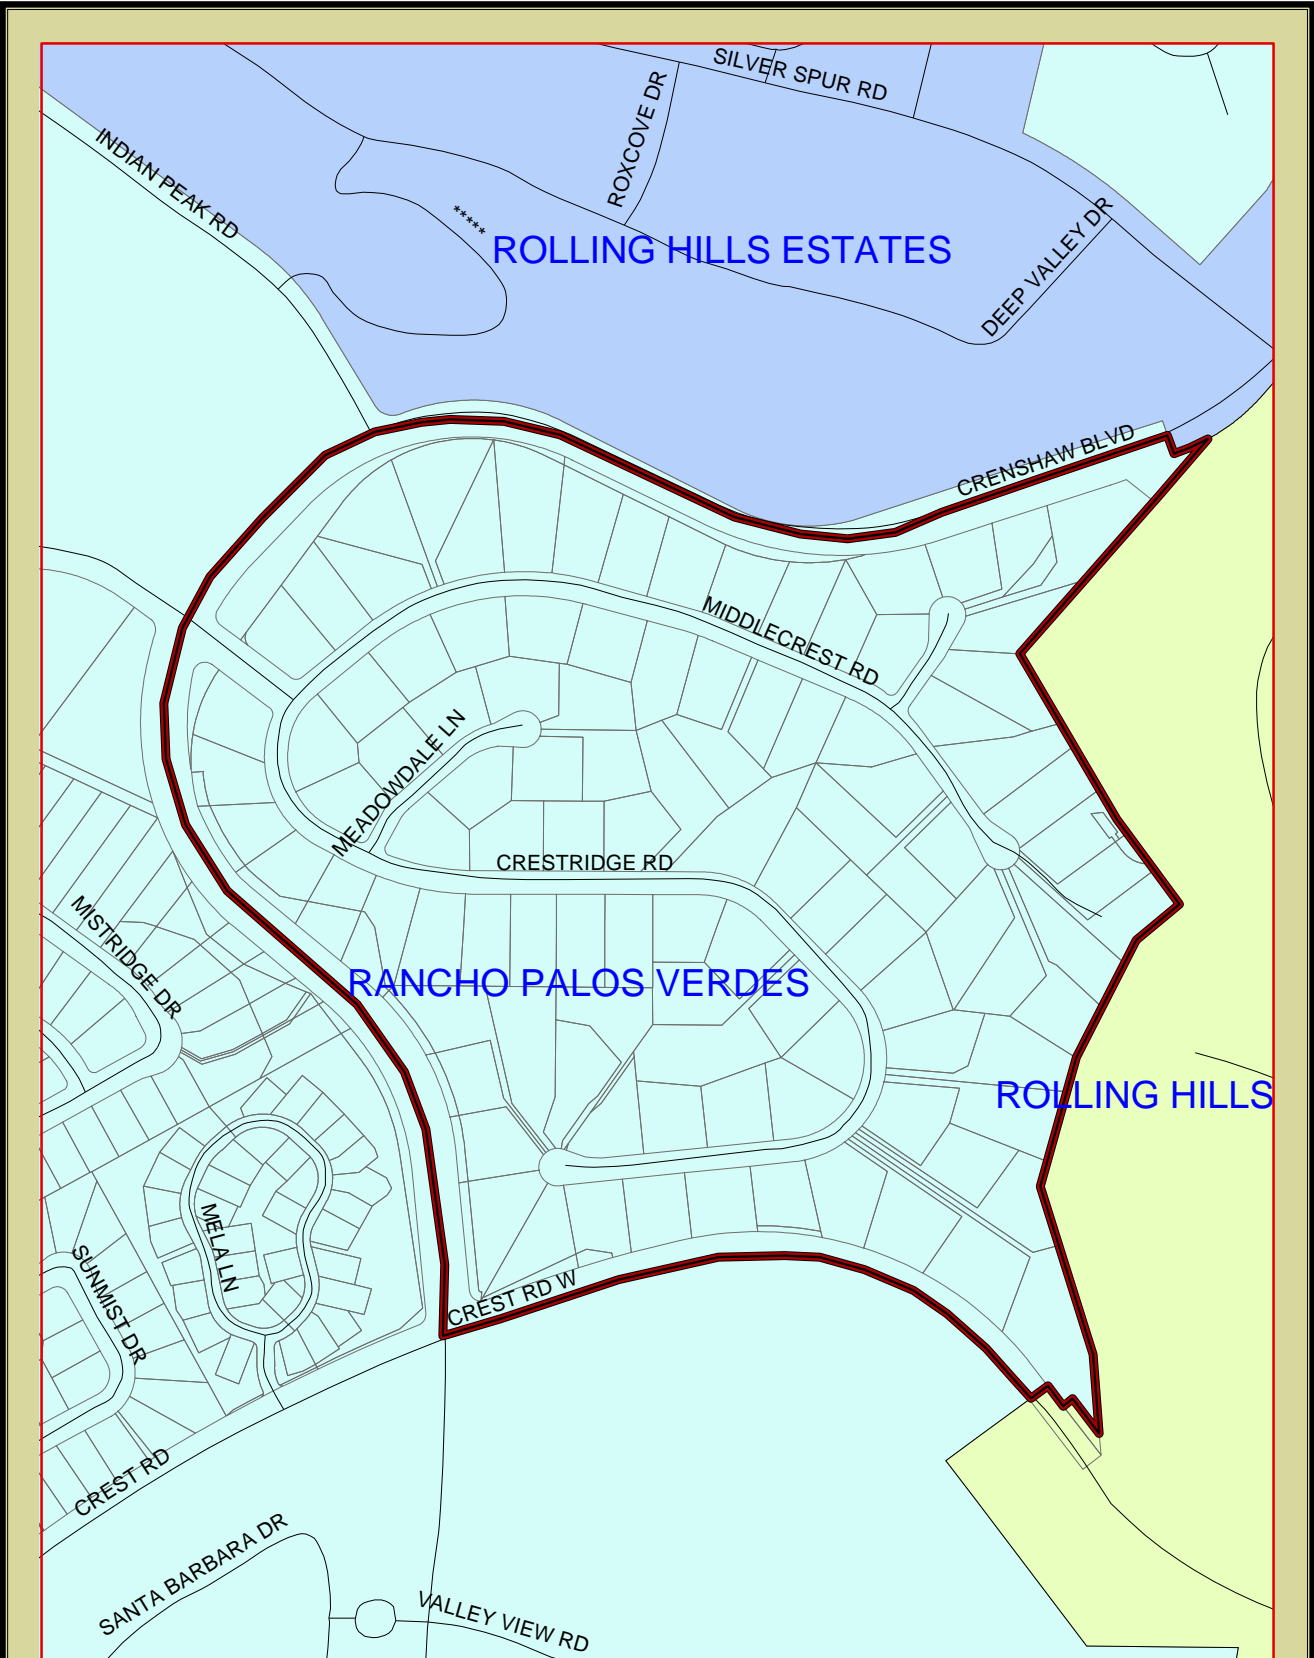 SILVER SPUR RD
ROXCOVE DR
INDIAN PEAK RD
*****
ROLLING HILLS ESTATES
DEEP VALLEY DR
CRENSHAW BLVD
MIDDLECREST RD
MEADOWDALE LN
CRESTRIDGE RD
MISTRIDGE DR
RANCHO PALOS VERDES
ROLLING HILLS
MELA LN
SUNMIST DR
CREST RD W
CREST RD
SANTA BARBARA DR
VALLEY VIEW RD